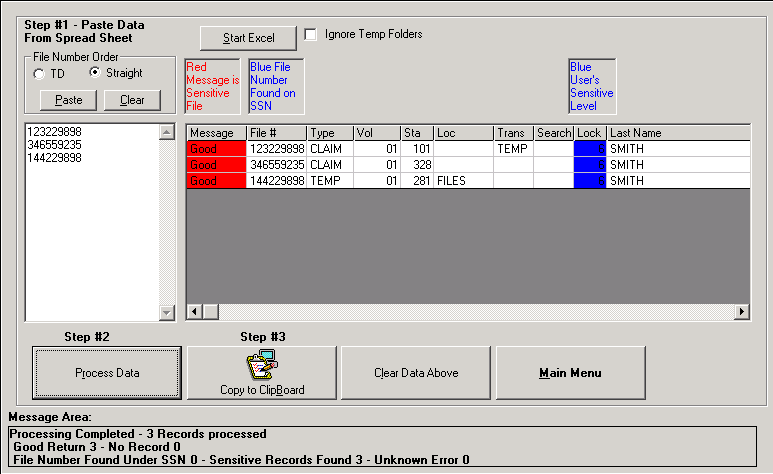 Step #1 - Paste Data
From Spread Sheet
Start Excel
Ignore Temp Folders
File Number Order
TD
Straight
Paste
Clear
Red
Message is
Sensitive
File
Blue File
Number
Found on
SSN
Blue
User's
Sensitive
Level
123229898
346559235
144229898
Message File # Type Vol Sta Loc Trans Search Lock Last Name
Good 123229898 CLAIM 01 101 TEMP SMITH
Good 346559235 CLAIM 01 328 SMITH
Good 144229898 TEMP 01 281 FILES SMITH
Step #2
Step #3
Process Data
Copy to ClipBoard
Clear Data Above
Main Menu
Message Area:
Processing Completed - 3 Records processed
Good Return 3 - No Record 0
File Number Found Under SSN 0 - Sensitive Records Found 3 - Unknown Error 0